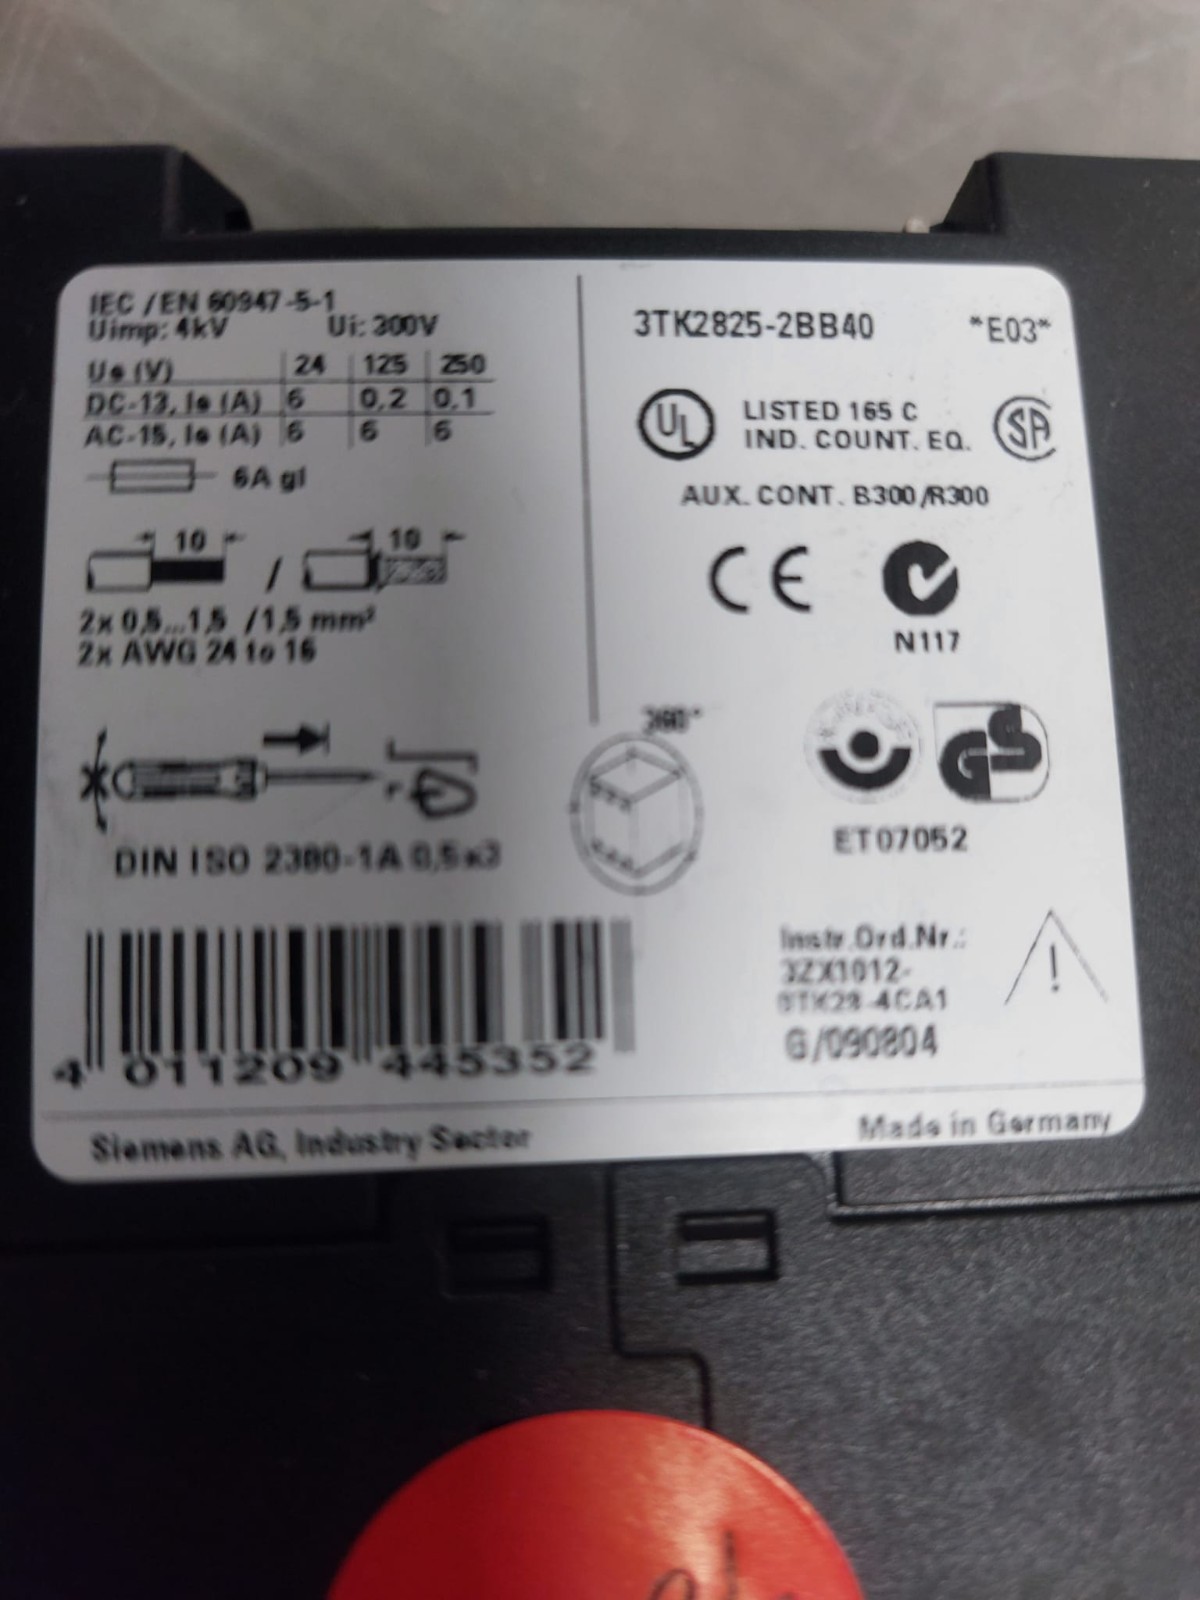 IEC /EN 60947-5-1
Uimp: 4kV Ui: 300V
Ue (V) 24 125 250
DC-13, Ie (A) 6 0,2 0,1
AC-15, Ie (A) 6 6 6
6A gl
10 10
2x 0,5...1,5 /1,5 mm²
2x AWG 24 to 16
DIN ISO 2380-1A 0,5x3
4 011209 445352
3TK2825-2BB40 *E03*
UL LISTED 165 C
IND. COUNT. EQ. SA
AUX. CONT. B300/R300
CE
N117
360°
GS
ET07052
Instr.Ord.Nr.:
3ZX1012-
0TK28-4CA1
G/090804
!
Siemens AG, Industry Sector Made in Germany